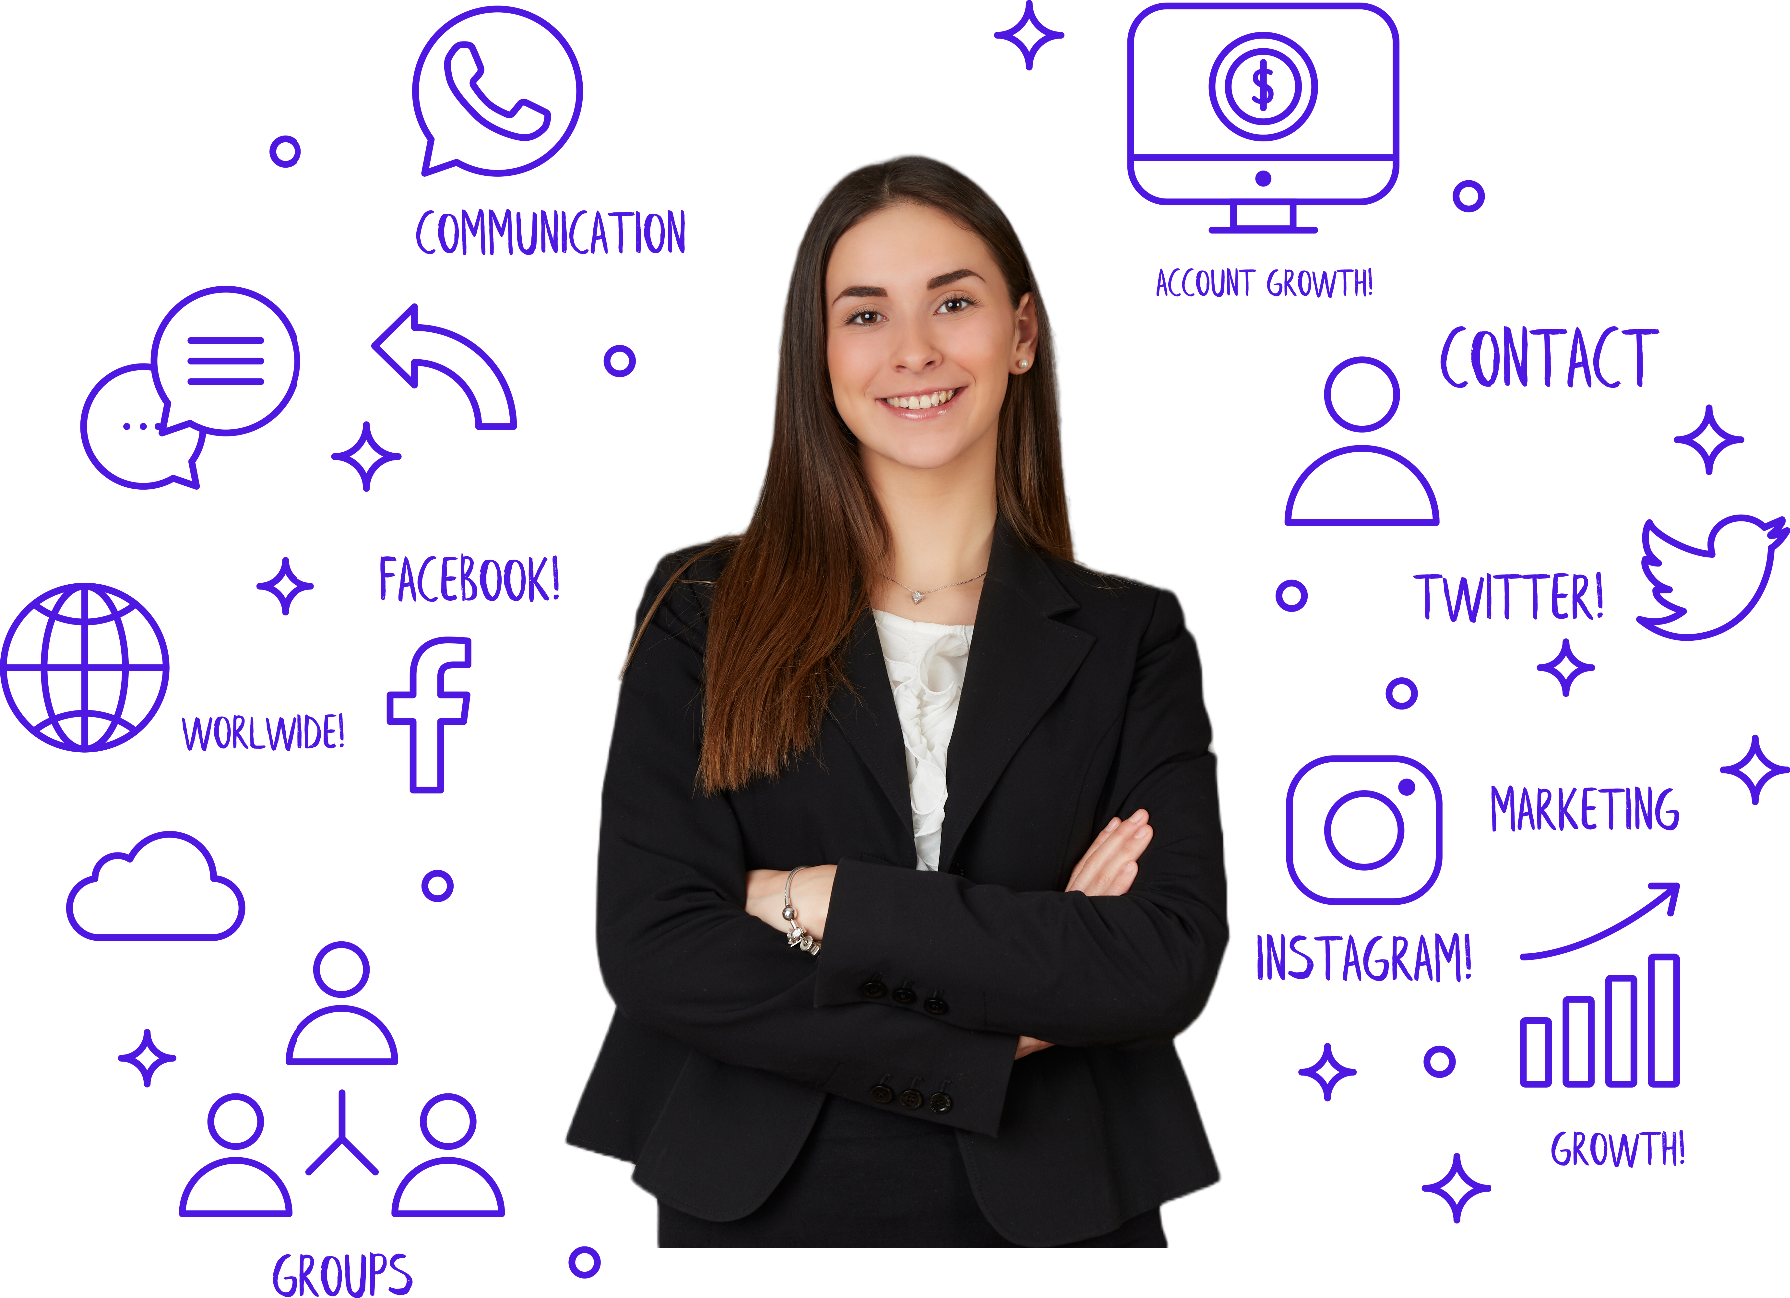 COMMUNICATION
ACCOUNT GROWTH!
CONTACT
FACEBOOK!
TWITTER!
WORLWIDE!
MARKETING
INSTAGRAM!
GROWTH!
GROUPS